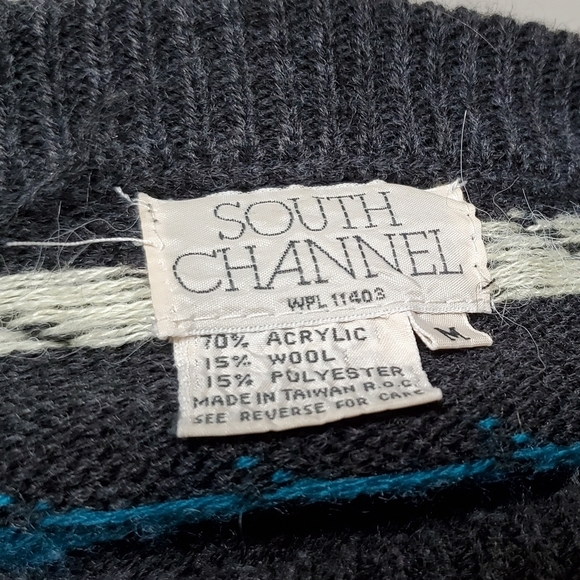 SOUTH
CHANNEL
WPL 11403
70% ACRYLIC
15% WOOL
15% POLYESTER
MADE IN TAIWAN R.O.C.
SEE REVERSE FOR CARE
M